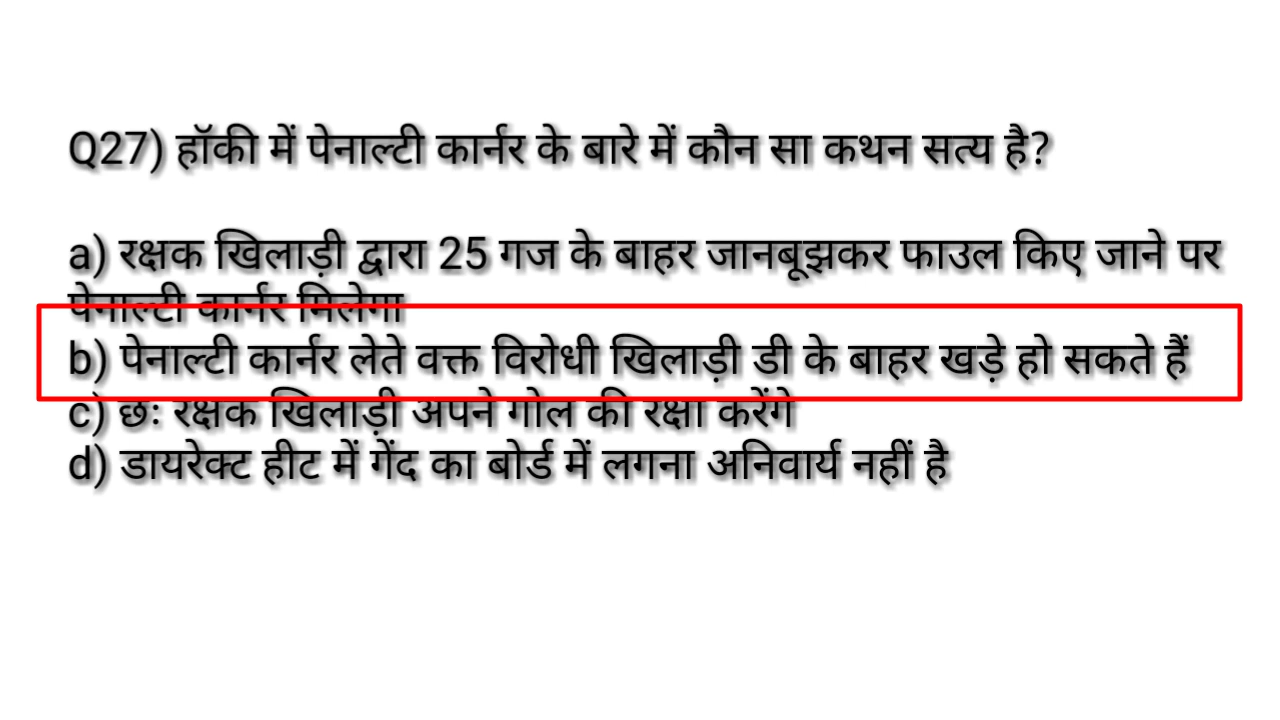 Q27) हॉकी में पेनाल्टी कार्नर के बारे में कौन सा कथन सत्य है?
a) रक्षक खिलाड़ी द्वारा 25 गज के बाहर जानबूझकर फाउल किए जाने पर
पेनाल्टी कार्नर मिलेगा
b) पेनाल्टी कार्नर लेते वक्त विरोधी खिलाड़ी डी के बाहर खड़े हो सकते हैं
c) छः रक्षक खिलाड़ी अपने गोल की रक्षा करेंगे
d) डायरेक्ट हीट में गेंद का बोर्ड में लगना अनिवार्य नहीं है